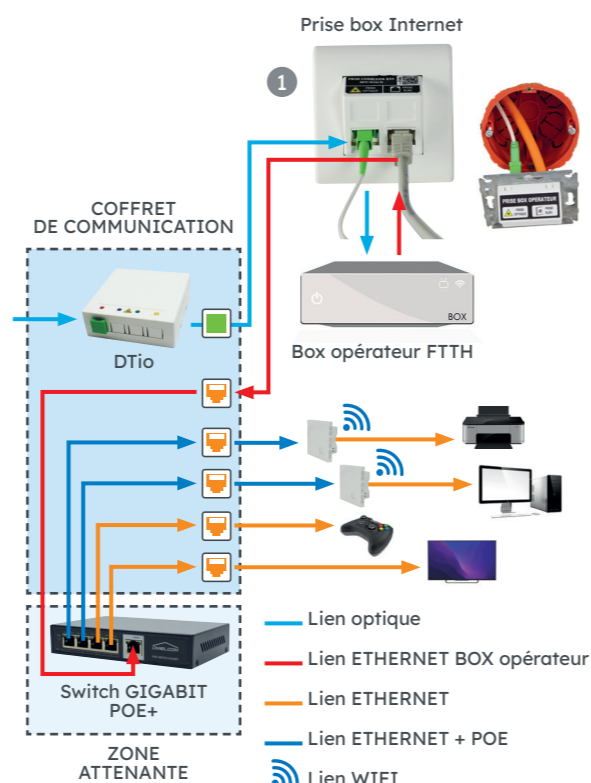 Prise box Internet
1
PRISE BOX OPERATEUR
COFFRET
DE COMMUNICATION
DTio
BOX
Box opérateur FTTH
Switch GIGABIT
POE+
ZONE
ATTENANTE
Lien optique
Lien ETHERNET BOX opérateur
Lien ETHERNET
Lien ETHERNET + POE
Lien WIFI